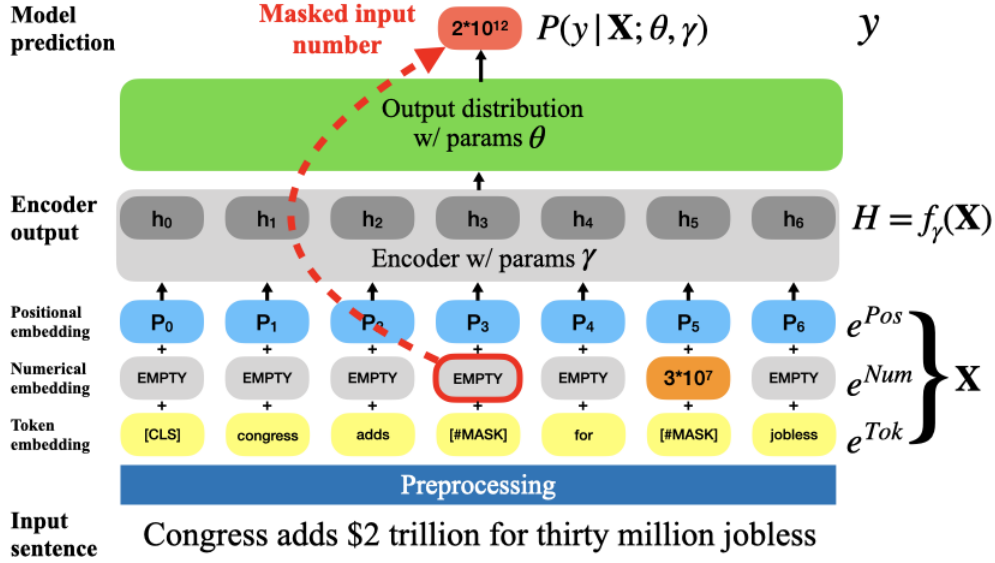 Model prediction
Masked input number
2*10¹²
P(y | X; θ, γ)
y
Output distribution w/ params θ
Encoder output
h₀ h₁ h₂ h₃ h₄ h₅ h₆
Encoder w/ params γ
H = f_γ(X)
Positional embedding
P₀ P₁ P₂ P₃ P₄ P₅ P₆
e^Pos
+ + + + + + +
Numerical embedding
EMPTY EMPTY EMPTY EMPTY EMPTY 3*10⁷ EMPTY
e^Num
X
+ + + + + + +
Token embedding
[CLS] congress adds [#MASK] for [#MASK] jobless
e^Tok
Preprocessing
Input sentence
Congress adds $2 trillion for thirty million jobless